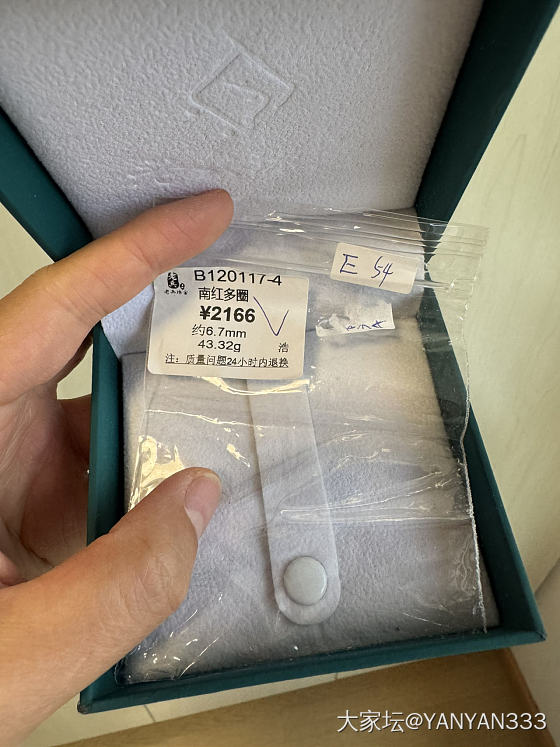 B120117-4
南红多圈
¥2166
约6.7mm
43.32g
浩
注：质量问题24小时内退换
E 54
大家坛@YANYAN333